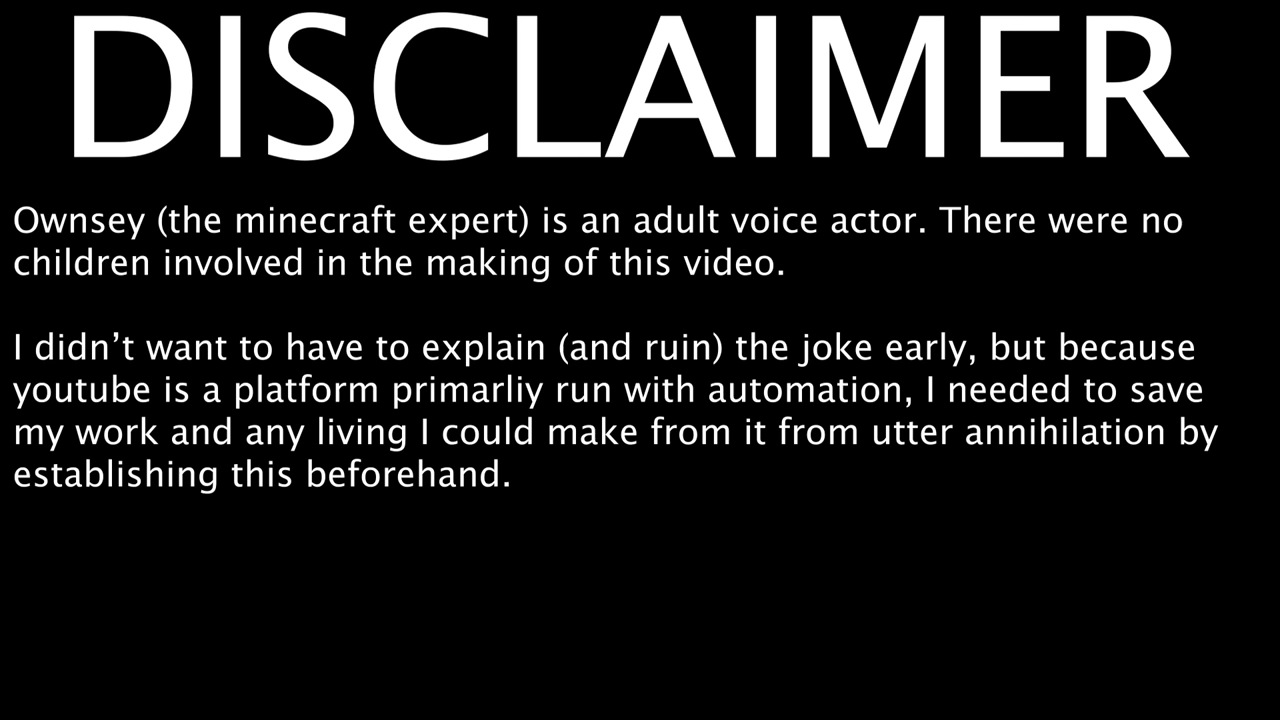 DISCLAIMER
Ownsey (the minecraft expert) is an adult voice actor. There were no
children involved in the making of this video.
I didn’t want to have to explain (and ruin) the joke early, but because
youtube is a platform primarliy run with automation, I needed to save
my work and any living I could make from it from utter annihilation by
establishing this beforehand.